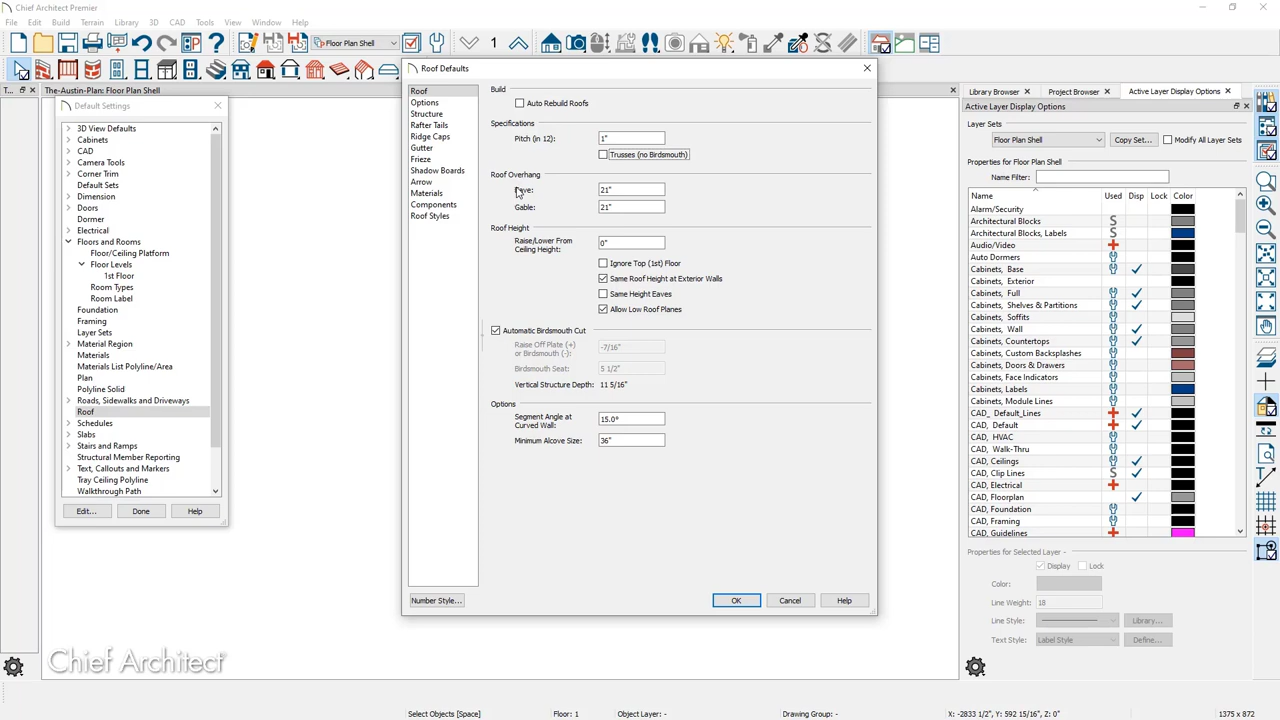 Chief Architect Premier
File Edit Build Terrain Library 3D CAD Tools View Window Help
Floor Plan Shell
1
T...
The-Austin-Plan: Floor Plan Shell
Default Settings
3D View Defaults
Cabinets
CAD
Camera Tools
Corner Trim
Default Sets
Dimension
Doors
Dormer
Electrical
Floors and Rooms
Floor/Ceiling Platform
Floor Levels
1st Floor
Room Types
Room Label
Foundation
Framing
Layer Sets
Material Region
Materials
Materials List Polyline/Area
Plan
Polyline Solid
Roads, Sidewalks and Driveways
Roof
Schedules
Slabs
Stairs and Ramps
Structural Member Reporting
Text, Callouts and Markers
Tray Ceiling Polyline
Walkthrough Path
Edit... Done Help
Roof Defaults
Roof
Options
Structure
Rafter Tails
Ridge Caps
Gutter
Frieze
Shadow Boards
Arrow
Materials
Components
Roof Styles
Build
Auto Rebuild Roofs
Specifications
Pitch (in 12): 1"
Trusses (no Birdsmouth)
Roof Overhang
Eave: 21"
Gable: 21"
Roof Height
Raise/Lower From
Ceiling Height: 0"
Ignore Top (1st) Floor
Same Roof Height at Exterior Walls
Same Height Eaves
Allow Low Roof Planes
Automatic Birdsmouth Cut
Raise Off Plate (+)
or Birdsmouth (-): -7/16"
Birdsmouth Seat: 5 1/2"
Vertical Structure Depth: 11 5/16"
Options
Segment Angle at
Curved Wall: 15.0°
Minimum Alcove Size: 36"
Number Style... OK Cancel Help
Library Browser Project Browser Active Layer Display Options
Active Layer Display Options
Layer Sets
Floor Plan Shell Copy Set... Modify All Layer Sets
Properties for Floor Plan Shell
Name Filter:
Name Used Disp Lock Color
Alarm/Security
Architectural Blocks S
Architectural Blocks, Labels S
Audio/Video
Auto Dormers
Cabinets, Base
Cabinets, Exterior
Cabinets, Full
Cabinets, Shelves & Partitions
Cabinets, Soffits
Cabinets, Wall
Cabinets, Countertops
Cabinets, Custom Backsplashes
Cabinets, Doors & Drawers
Cabinets, Face Indicators
Cabinets, Labels
Cabinets, Module Lines
CAD_ Default_Lines
CAD, Default
CAD, HVAC
CAD, Walk-Thru
CAD, Ceilings
CAD, Clip Lines S
CAD, Electrical
CAD, Floorplan
CAD, Foundation
CAD, Framing
CAD, Guidelines
Properties for Selected Layer -
Display Lock
Color:
Line Weight: 18
Line Style: Library...
Text Style: Label Style Define...
Chief Architect
Select Objects [Space] Floor: 1 Object Layer: - Drawing Group: - X: -2833 1/2", Y: 592 15/16", Z: 0" 1375 x 872